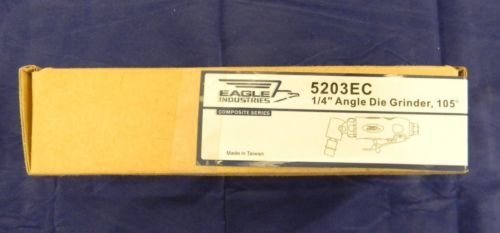 EAGLE
INDUSTRIES
COMPOSITE SERIES
5203EC
1/4" Angle Die Grinder, 105°
Made in Taiwan